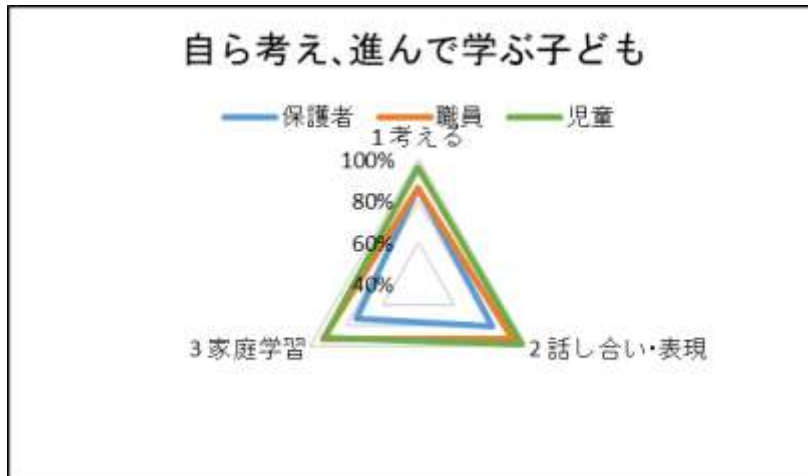 自ら考え、進んで学ぶ子ども
保護者 職員 児童
1 考える
100%
80%
60%
40%
3 家庭学習
2 話し合い・表現